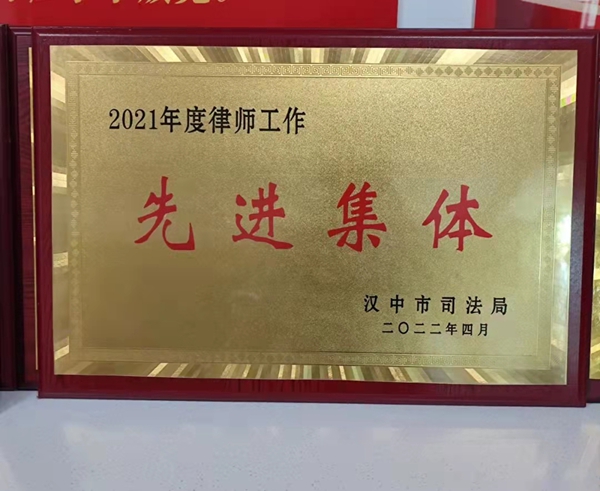 2021年度律师工作
先进集体
汉中市司法局
二〇二二年四月